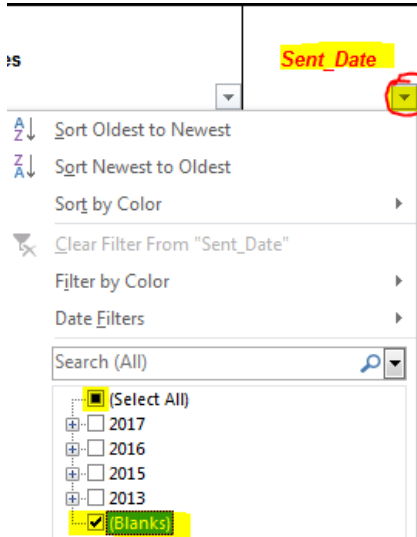 es
Sent_Date
Sort Oldest to Newest
Sort Newest to Oldest
Sort by Color
Clear Filter From "Sent_Date"
Filter by Color
Date Filters
Search (All)
(Select All)
2017
2016
2015
2013
(Blanks)